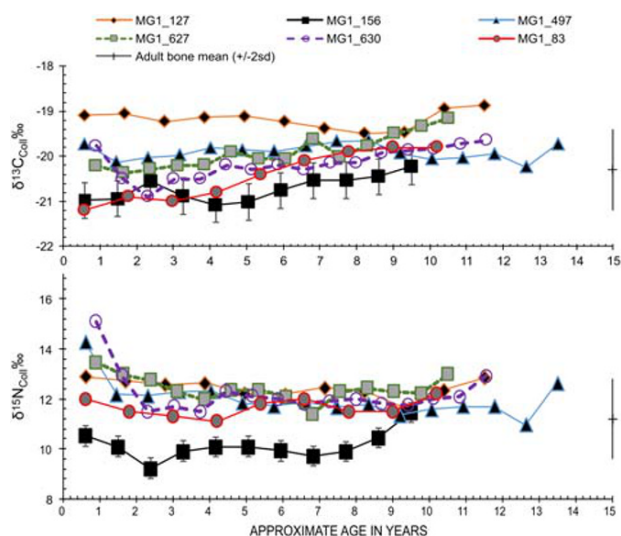 MG1_127 MG1_156 MG1_497
MG1_627 MG1_630 MG1_83
Adult bone mean (+/-2sd)
-18
-19
-20
-21
-22
δ¹³C_Coll‰
0 1 2 3 4 5 6 7 8 9 10 11 12 13 14 15
16
14
12
10
8
δ¹⁵N_Coll‰
0 1 2 3 4 5 6 7 8 9 10 11 12 13 14 15
APPROXIMATE AGE IN YEARS